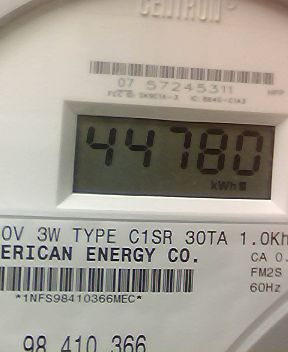 CENTRON
07 57245311
44780
kWh
0V 3W TYPE C1SR 30TA 1.0Kh
ERICAN ENERGY CO.
CA 0.
FM2S
60Hz
*1NFS98410366MEC*
98 410 366